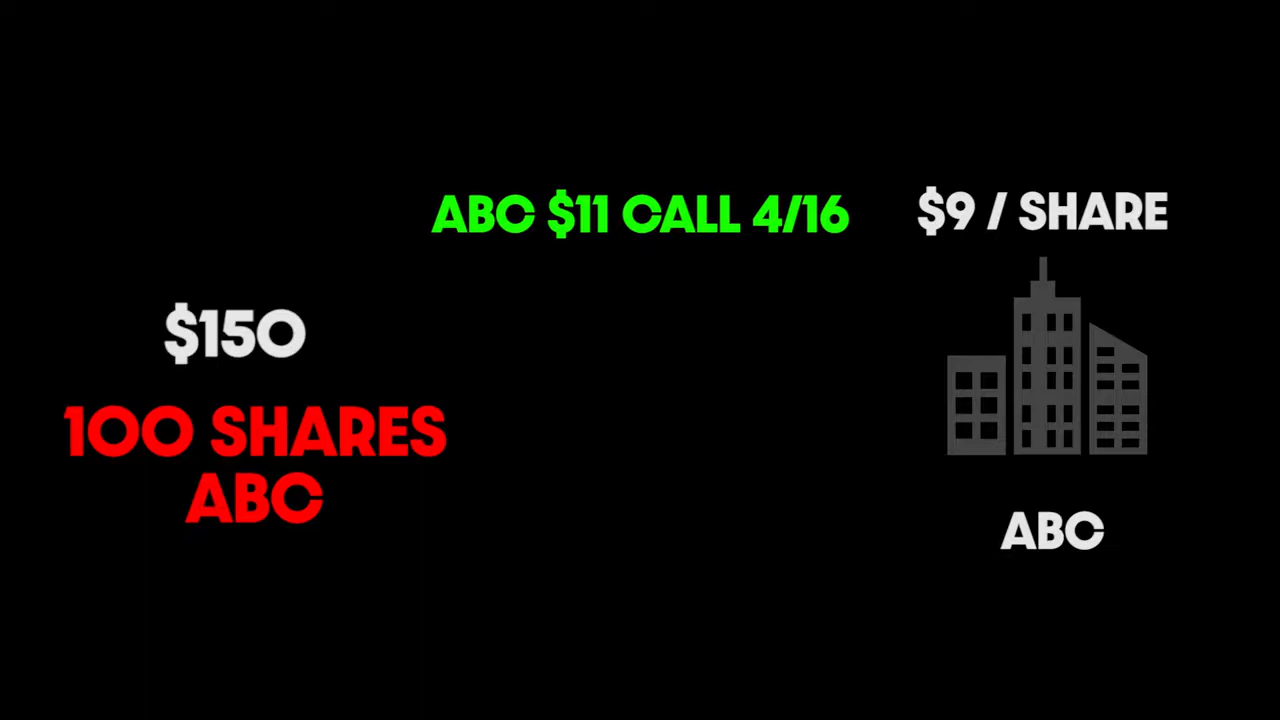 ABC $11 CALL 4/16
$9 / SHARE
$150
100 SHARES
ABC
ABC